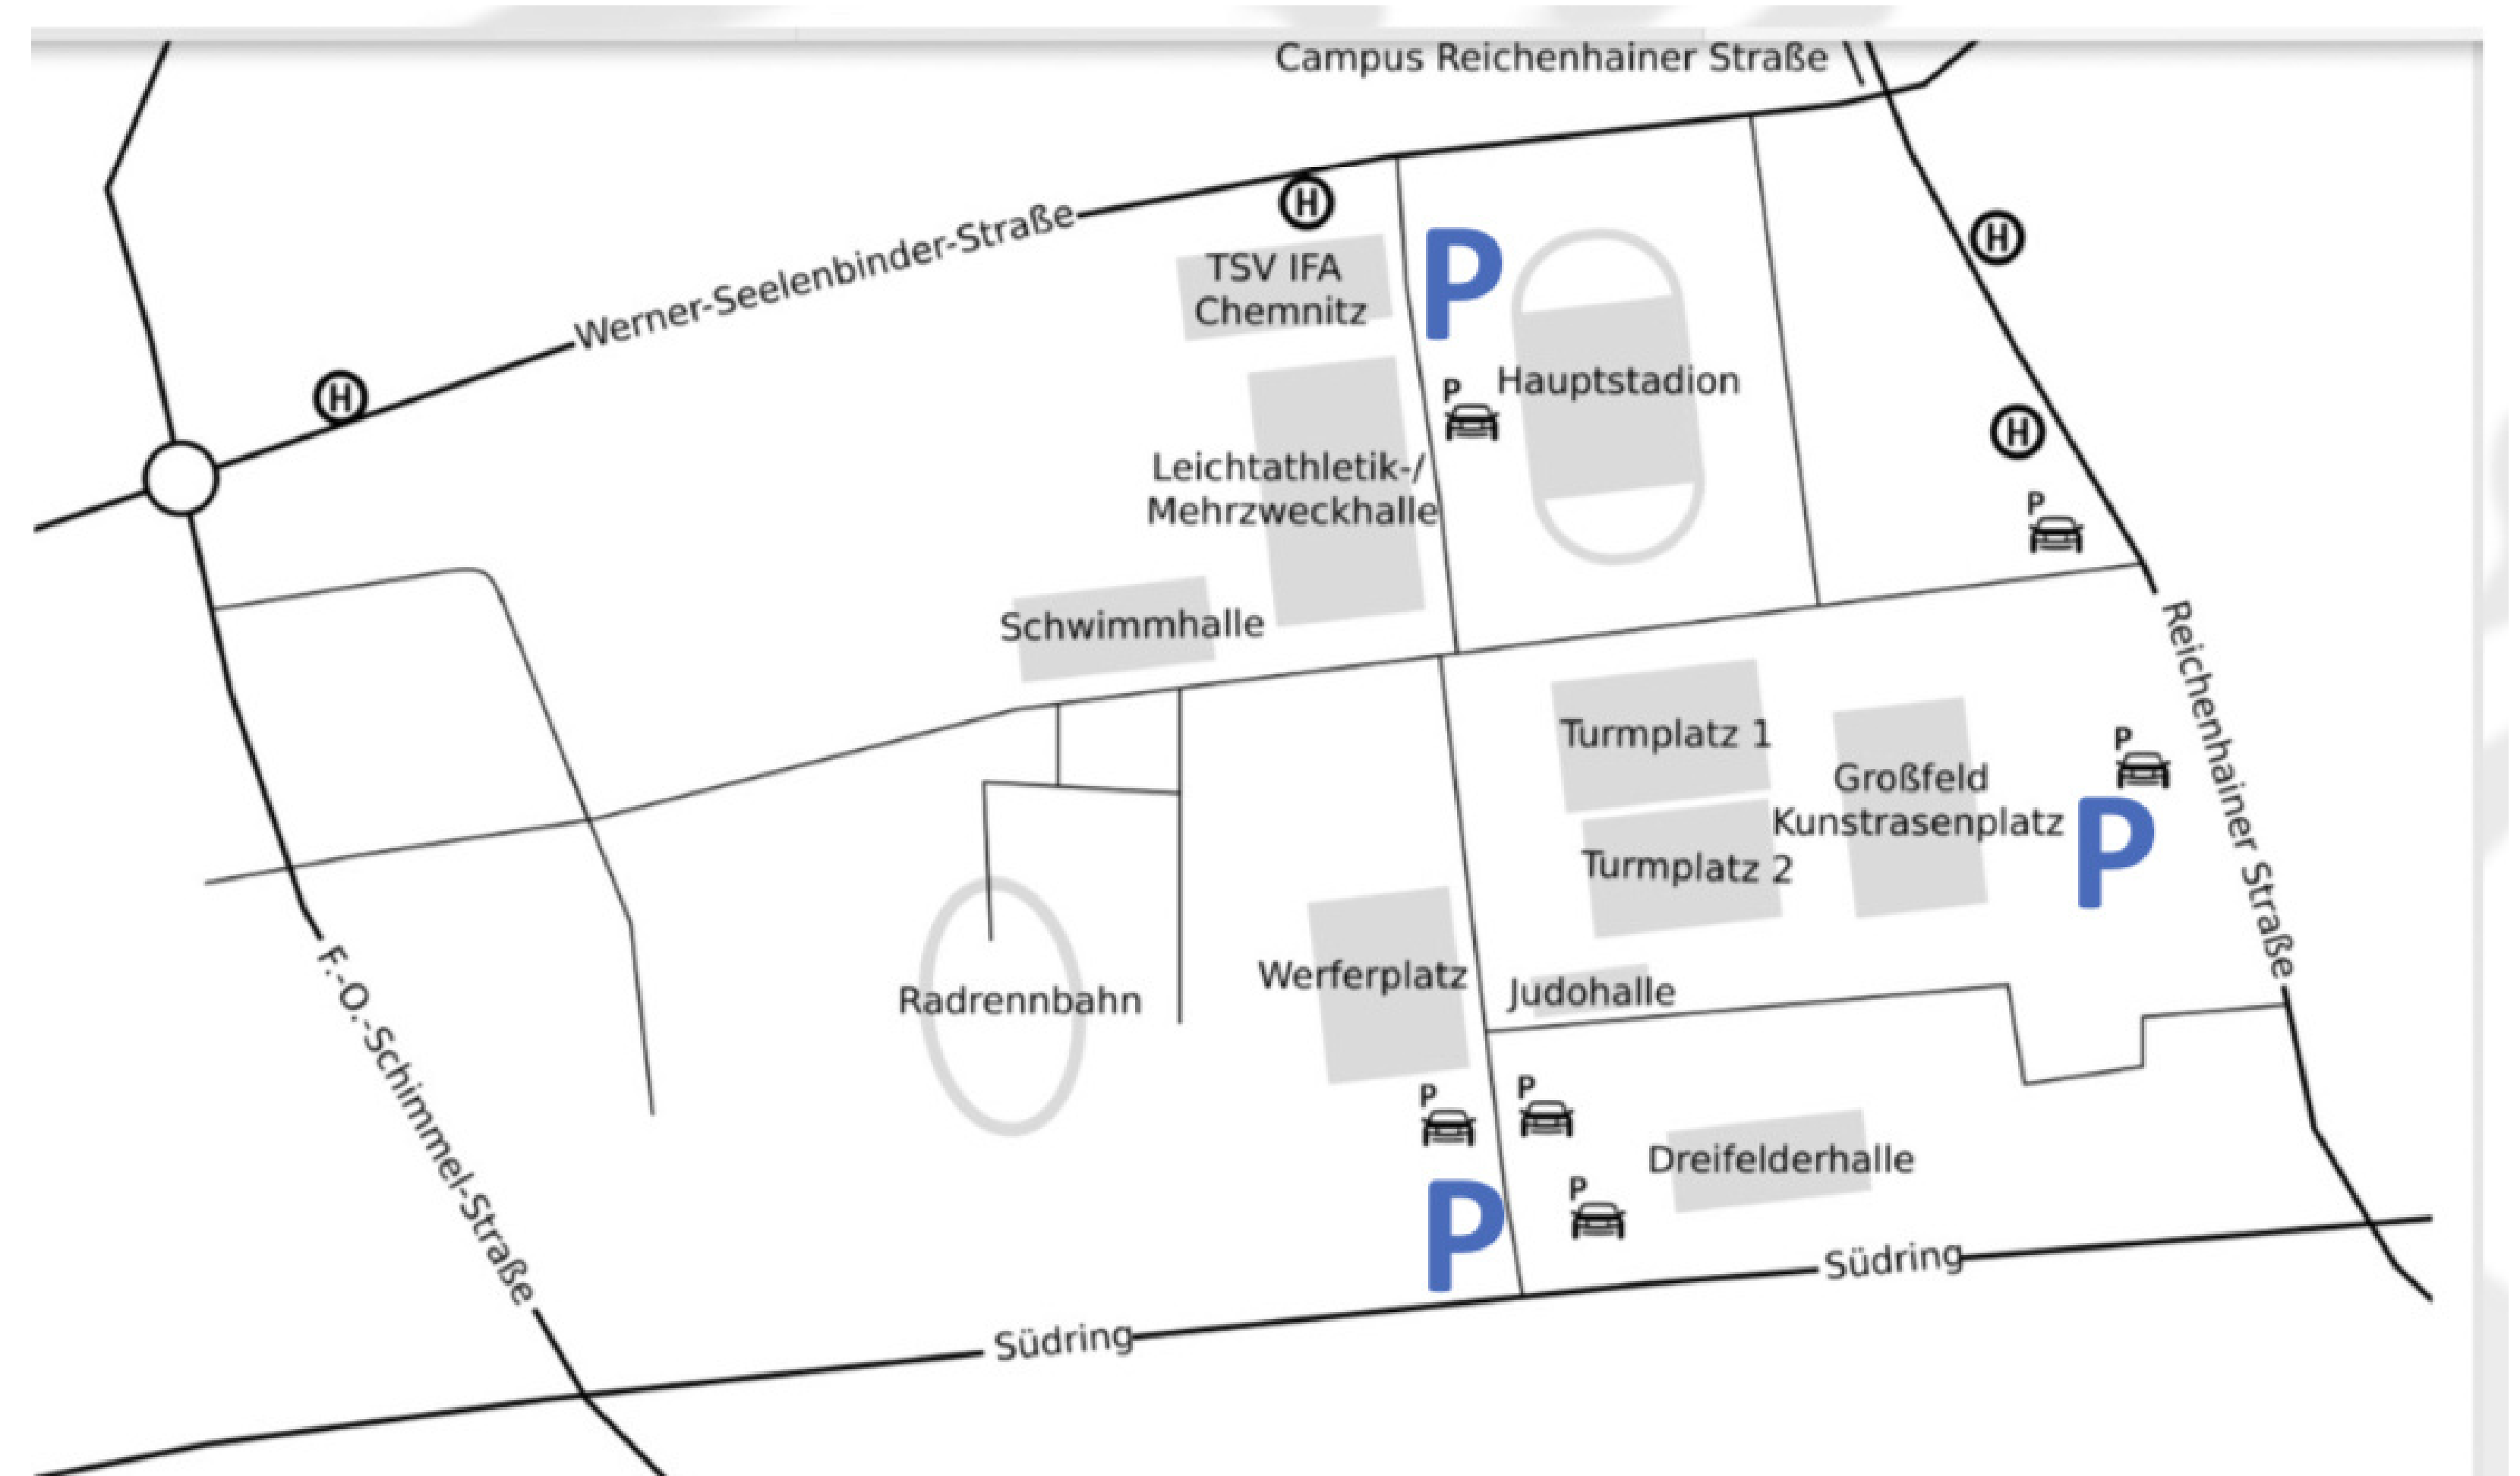 Campus Reichenhainer Straße
Werner-Seelenbinder-Straße
H
H
TSV IFA
Chemnitz
P
H
P
Hauptstadion
H
Leichtathletik-/
Mehrzweckhalle
P
Schwimmhalle
Reichenhainer Straße
Turmplatz 1
P
Großfeld
Kunstrasenplatz
P
Turmplatz 2
F.-O.-Schimmel-Straße
Radrennbahn
Werferplatz
Judohalle
P
P
Dreifelderhalle
P
P
Südring
Südring